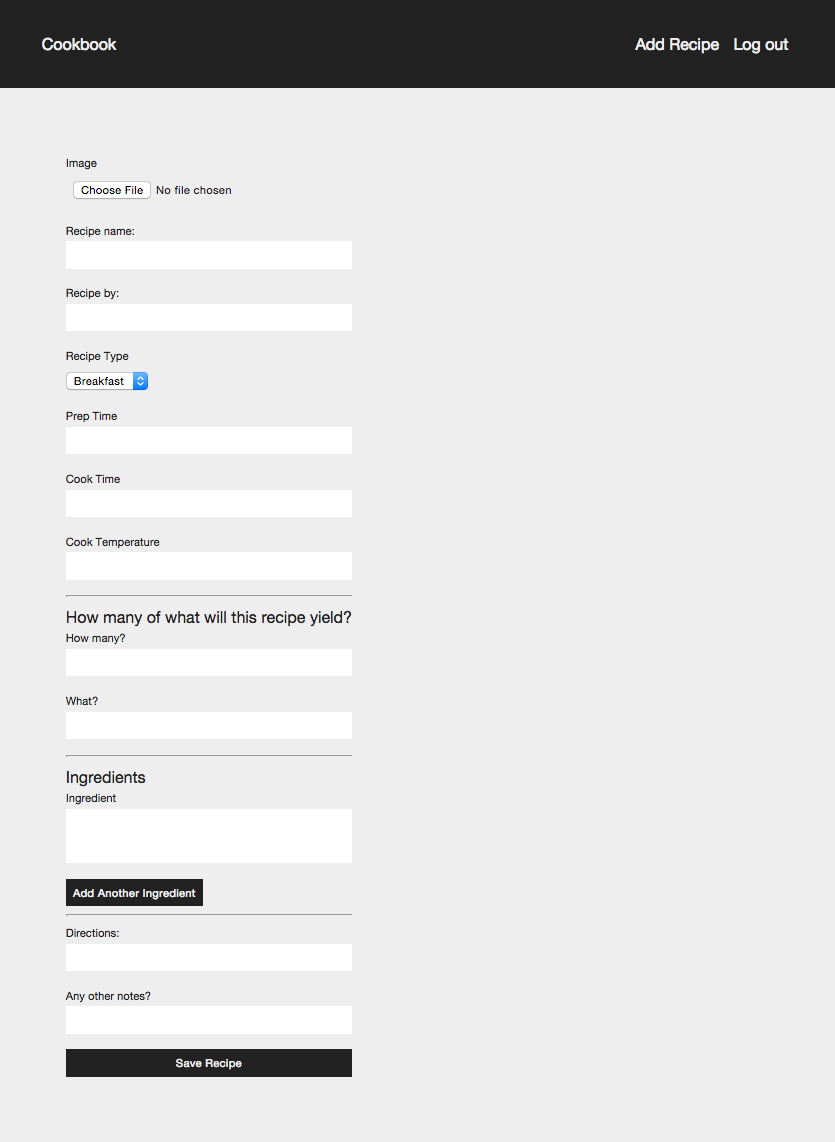 Cookbook Add Recipe Log out
Image
Choose File No file chosen
Recipe name:
Recipe by:
Recipe Type
Breakfast
Prep Time
Cook Time
Cook Temperature
How many of what will this recipe yield?
How many?
What?
Ingredients
Ingredient
Add Another Ingredient
Directions:
Any other notes?
Save Recipe